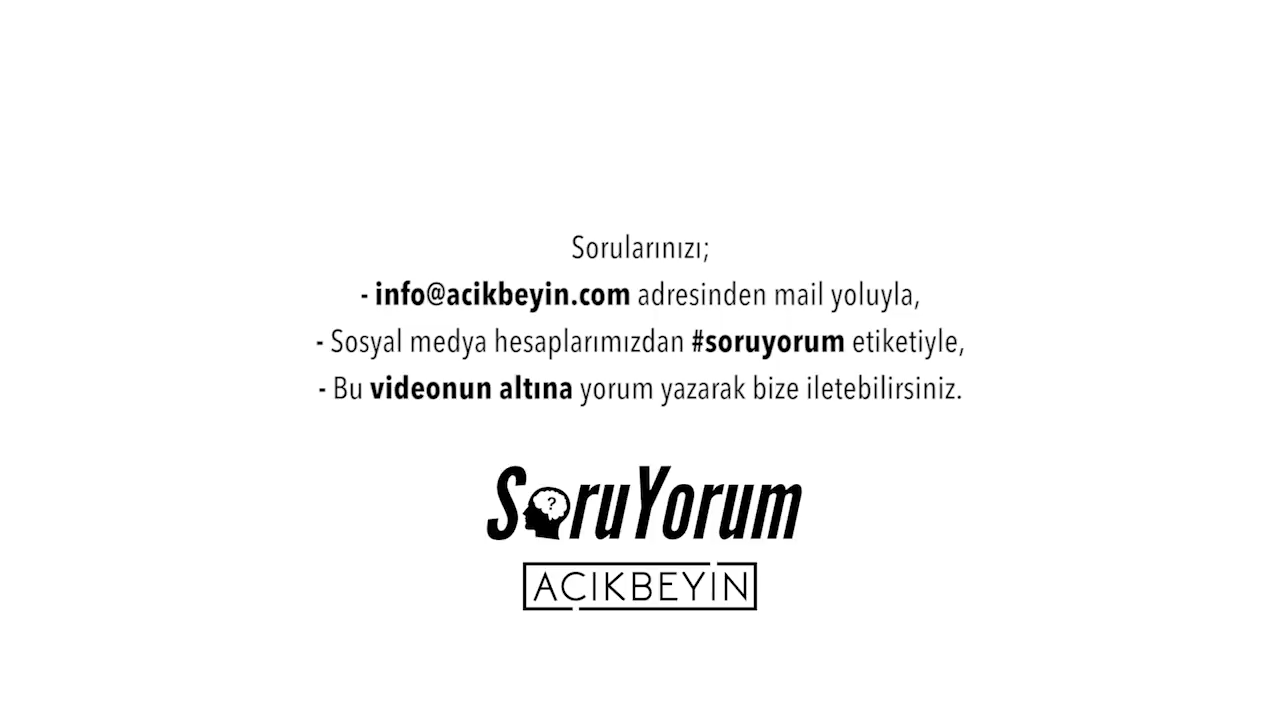 Sorularınızı;
- info@acikbeyin.com adresinden mail yoluyla,
- Sosyal medya hesaplarımızdan #soruyorum etiketiyle,
- Bu videonun altına yorum yazarak bize iletebilirsiniz.
SoruYorum
AÇIKBEYİN